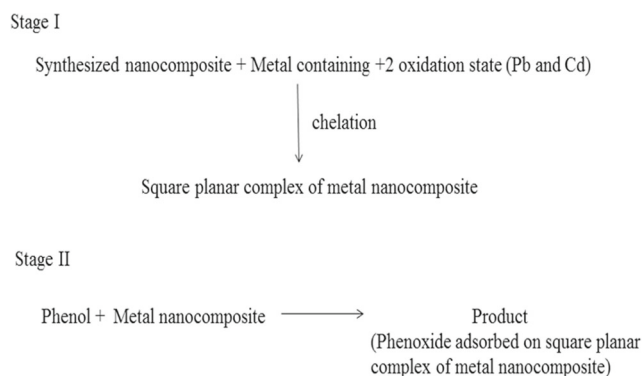 Stage I
Synthesized nanocomposite + Metal containing +2 oxidation state (Pb and Cd)
chelation
Square planar complex of metal nanocomposite
Stage II
Phenol + Metal nanocomposite
Product
(Phenoxide adsorbed on square planar
complex of metal nanocomposite)